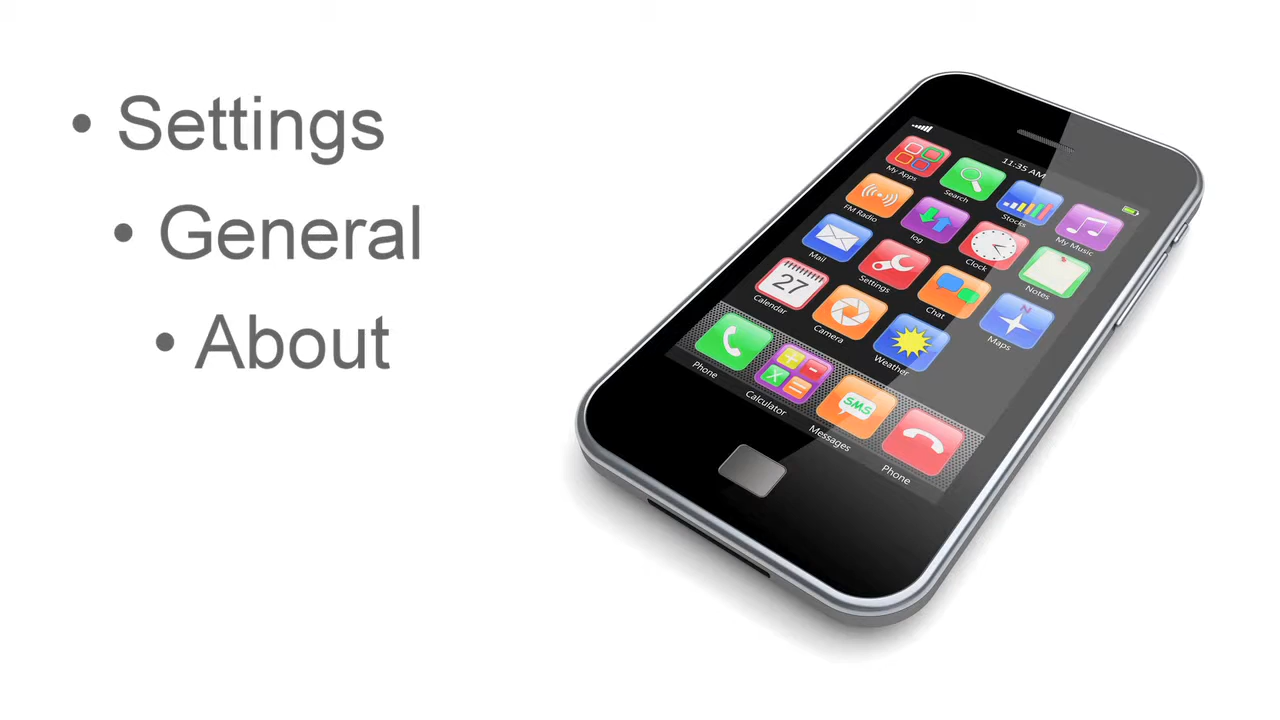 • Settings
• General
• About
11:35 AM
My Apps
Search
Stocks
My Music
FM Radio
log
Clock
Notes
Mail
Settings
Chat
Maps
N
27
Calendar
Camera
Weather
Phone
Calculator
SMS
Messages
Phone